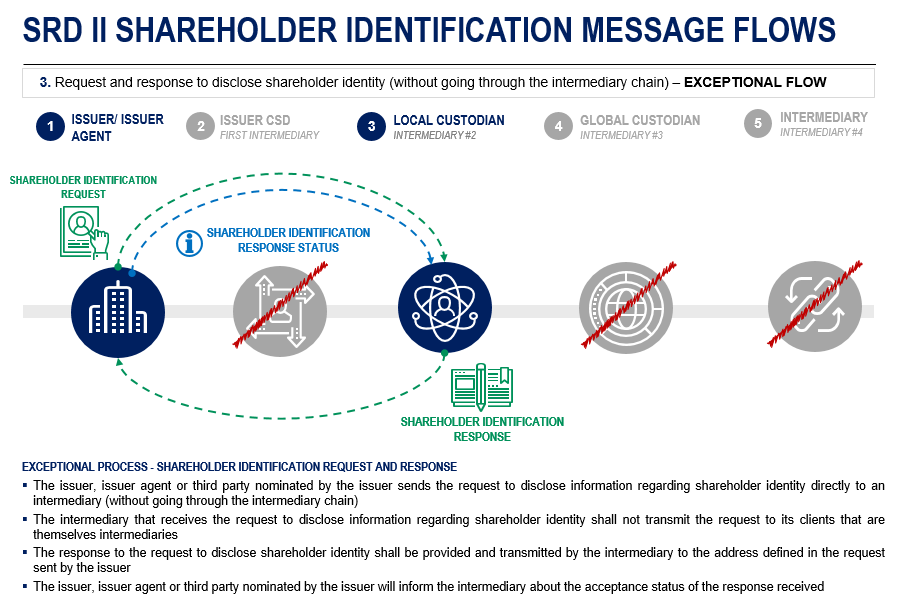 SRD II SHAREHOLDER IDENTIFICATION MESSAGE FLOWS
3. Request and response to disclose shareholder identity (without going through the intermediary chain) – EXCEPTIONAL FLOW
1 ISSUER/ ISSUER
AGENT
2 ISSUER CSD
FIRST INTERMEDIARY
3 LOCAL CUSTODIAN
INTERMEDIARY #2
4 GLOBAL CUSTODIAN
INTERMEDIARY #3
5 INTERMEDIARY
INTERMEDIARY #4
SHAREHOLDER IDENTIFICATION
REQUEST
SHAREHOLDER IDENTIFICATION
RESPONSE STATUS
SHAREHOLDER IDENTIFICATION
RESPONSE
EXCEPTIONAL PROCESS - SHAREHOLDER IDENTIFICATION REQUEST AND RESPONSE
▪ The issuer, issuer agent or third party nominated by the issuer sends the request to disclose information regarding shareholder identity directly to an
intermediary (without going through the intermediary chain)
▪ The intermediary that receives the request to disclose information regarding shareholder identity shall not transmit the request to its clients that are
themselves intermediaries
▪ The response to the request to disclose shareholder identity shall be provided and transmitted by the intermediary to the address defined in the request
sent by the issuer
▪ The issuer, issuer agent or third party nominated by the issuer will inform the intermediary about the acceptance status of the response received